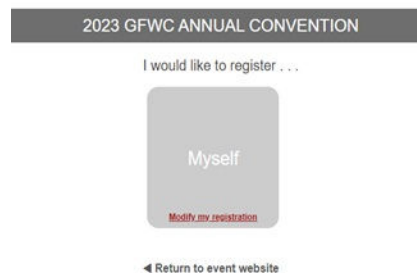 2023 GFWC ANNUAL CONVENTION
I would like to register . . .
Myself
Modify my registration
◀ Return to event website